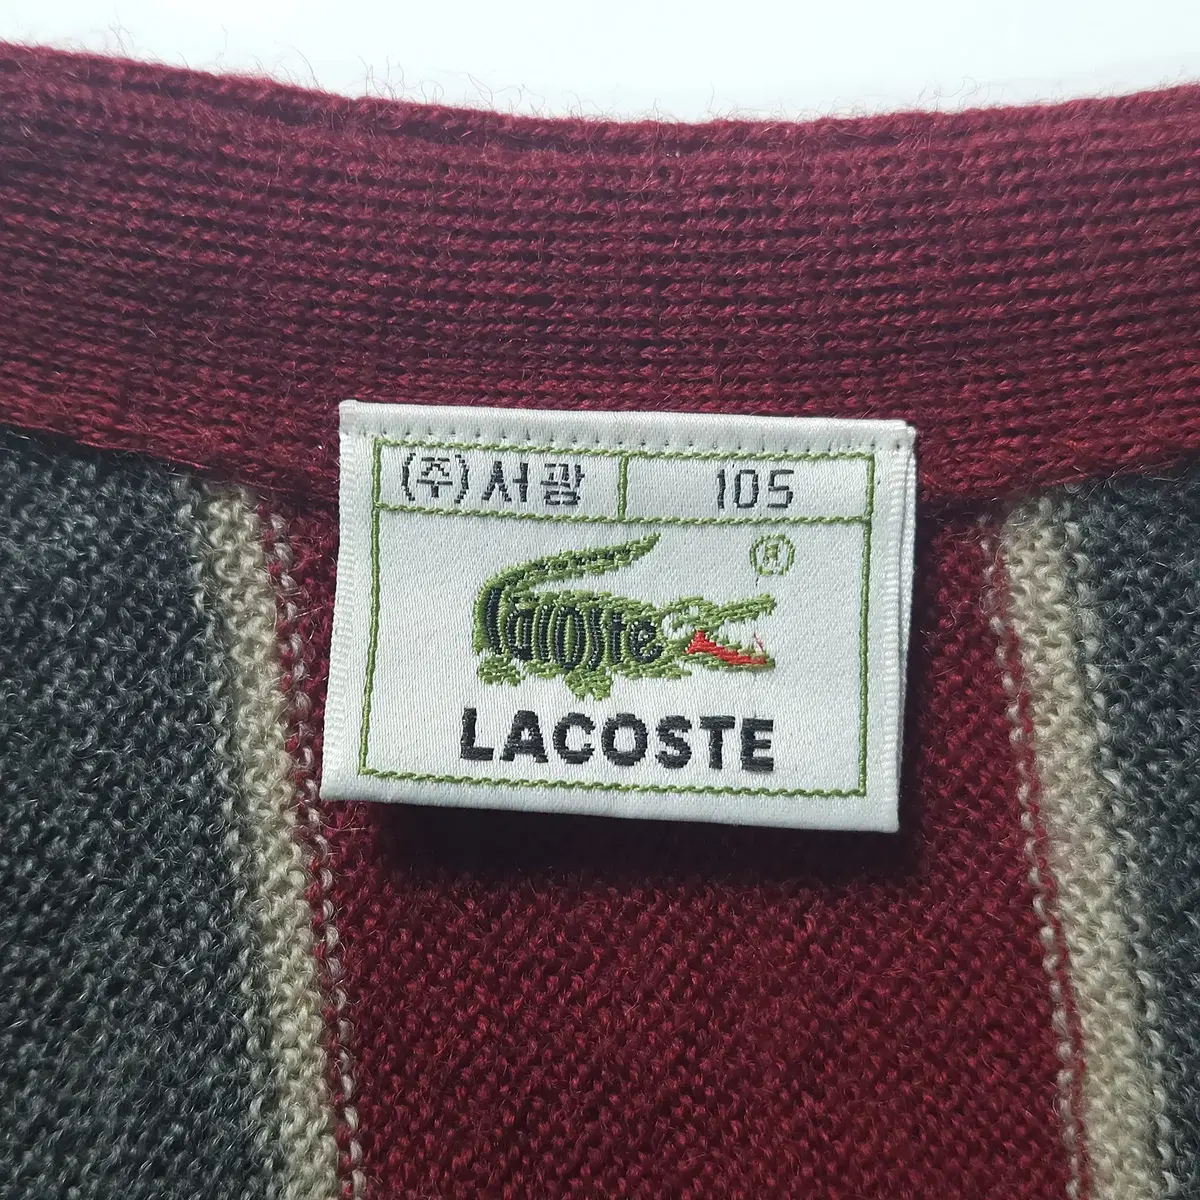 (주)서광 105
®
Lacoste
LACOSTE